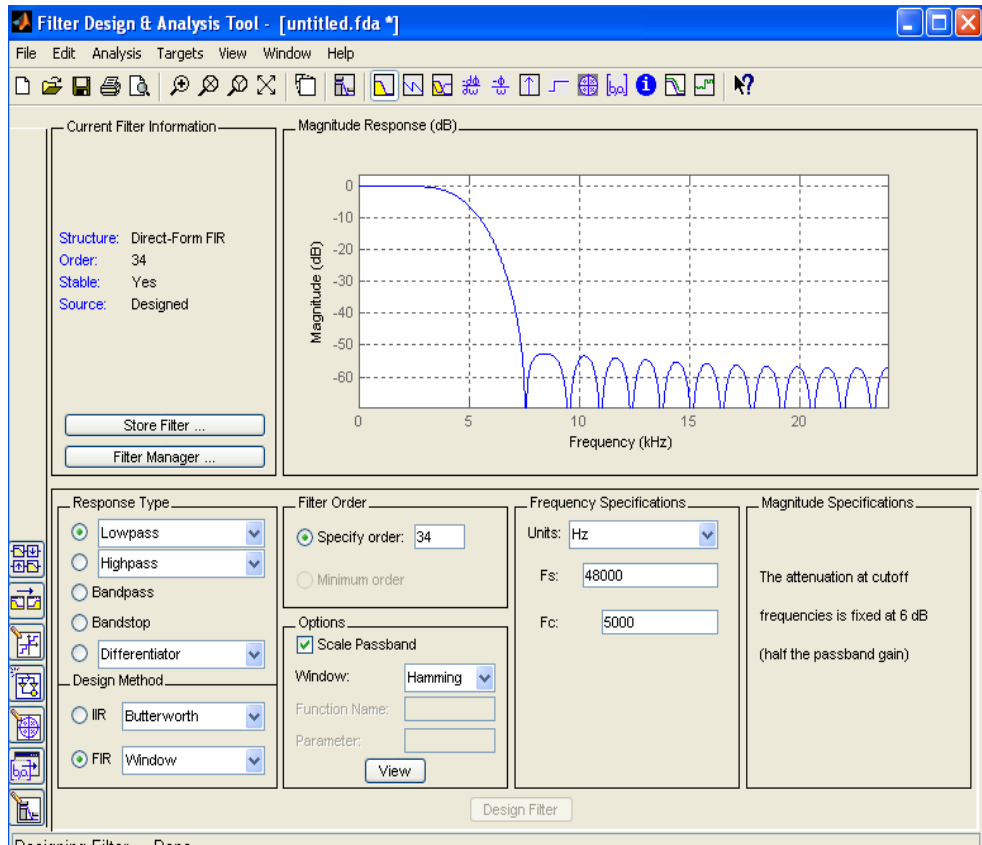 Filter Design & Analysis Tool - [untitled.fda *]
File Edit Analysis Targets View Window Help
Current Filter Information
Structure: Direct-Form FIR
Order: 34
Stable: Yes
Source: Designed
Store Filter ...
Filter Manager ...
Magnitude Response (dB)
Magnitude (dB)
0
-10
-20
-30
-40
-50
-60
0 5 10 15 20
Frequency (kHz)
Response Type
Lowpass
Highpass
Bandpass
Bandstop
Differentiator
Design Method
IIR Butterworth
FIR Window
Filter Order
Specify order: 34
Minimum order
Options
Scale Passband
Window: Hamming
Function Name:
Parameter:
View
Frequency Specifications
Units: Hz
Fs: 48000
Fc: 5000
Magnitude Specifications
The attenuation at cutoff
frequencies is fixed at 6 dB
(half the passband gain)
Design Filter
Designing Filter ... Done